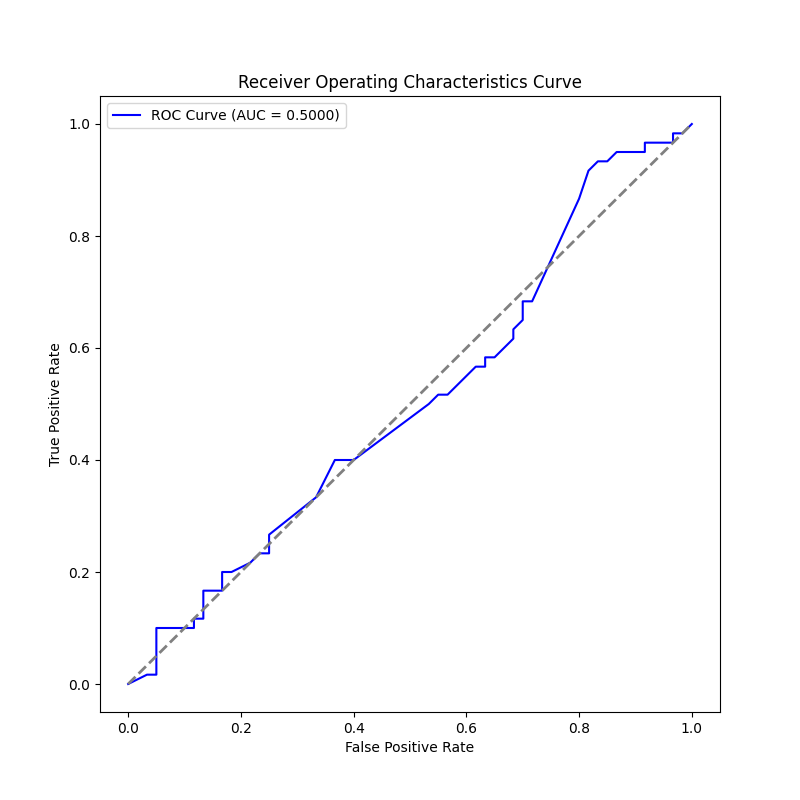 Receiver Operating Characteristics Curve
ROC Curve (AUC = 0.5000)
True Positive Rate
1.0
0.8
0.6
0.4
0.2
0.0
0.0 0.2 0.4 0.6 0.8 1.0
False Positive Rate